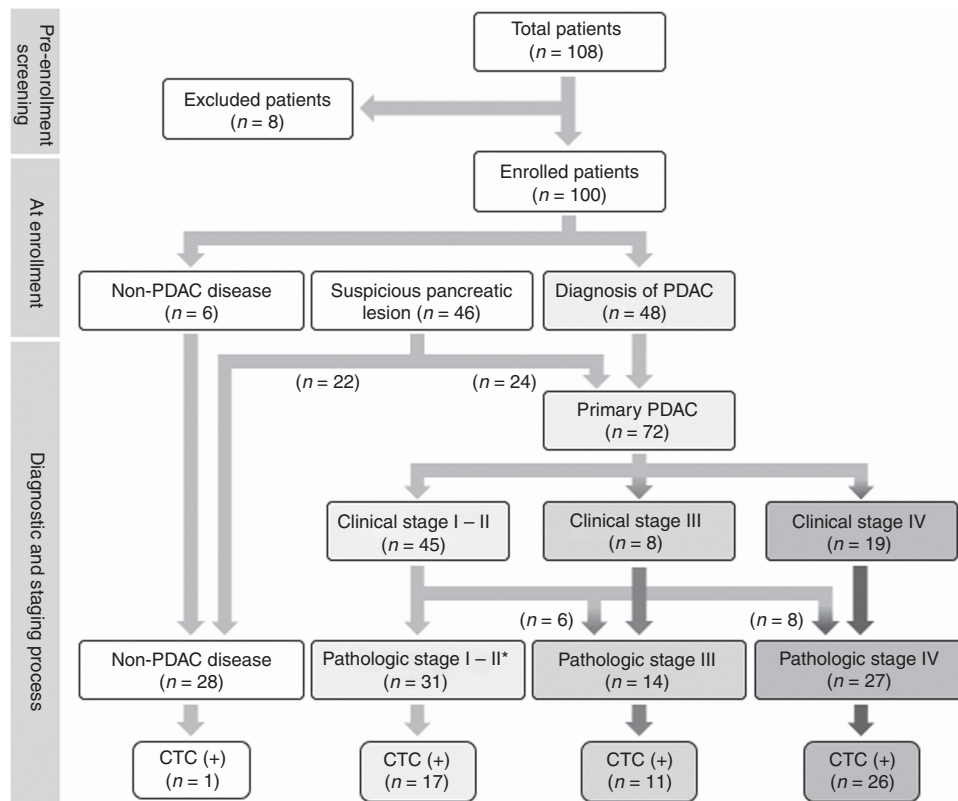 Pre-enrollment
screening
Total patients
(n = 108)
Excluded patients
(n = 8)
At enrollment
Enrolled patients
(n = 100)
Non-PDAC disease
(n = 6)
Suspicious pancreatic
lesion (n = 46)
Diagnosis of PDAC
(n = 48)
Diagnostic and staging process
(n = 22)
(n = 24)
Primary PDAC
(n = 72)
Clinical stage I – II
(n = 45)
Clinical stage III
(n = 8)
Clinical stage IV
(n = 19)
(n = 6)
(n = 8)
Non-PDAC disease
(n = 28)
Pathologic stage I – II*
(n = 31)
Pathologic stage III
(n = 14)
Pathologic stage IV
(n = 27)
CTC (+)
(n = 1)
CTC (+)
(n = 17)
CTC (+)
(n = 11)
CTC (+)
(n = 26)